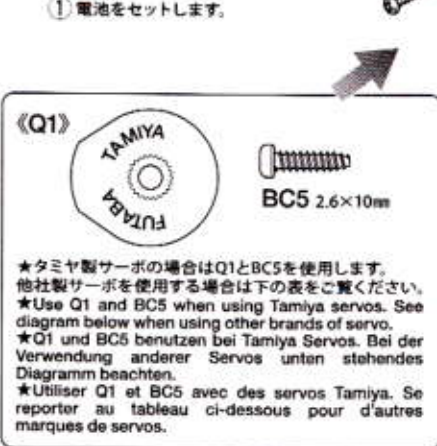 ① 電池をセットします。
《Q1》
TAMIYA
FUTABA
BC5 2.6×10㎜
★タミヤ製サーボの場合はQ1とBC5を使用します。
他社製サーボを使用する場合は下の表をご覧ください。
★Use Q1 and BC5 when using Tamiya servos. See
diagram below when using other brands of servo.
★Q1 und BC5 benutzen bei Tamiya Servos. Bei der
Verwendung anderer Servos unten stehendes
Diagramm beachten.
★Utiliser Q1 et BC5 avec des servos Tamiya. Se
reporter au tableau ci-dessous pour d'autres
marques de servos.